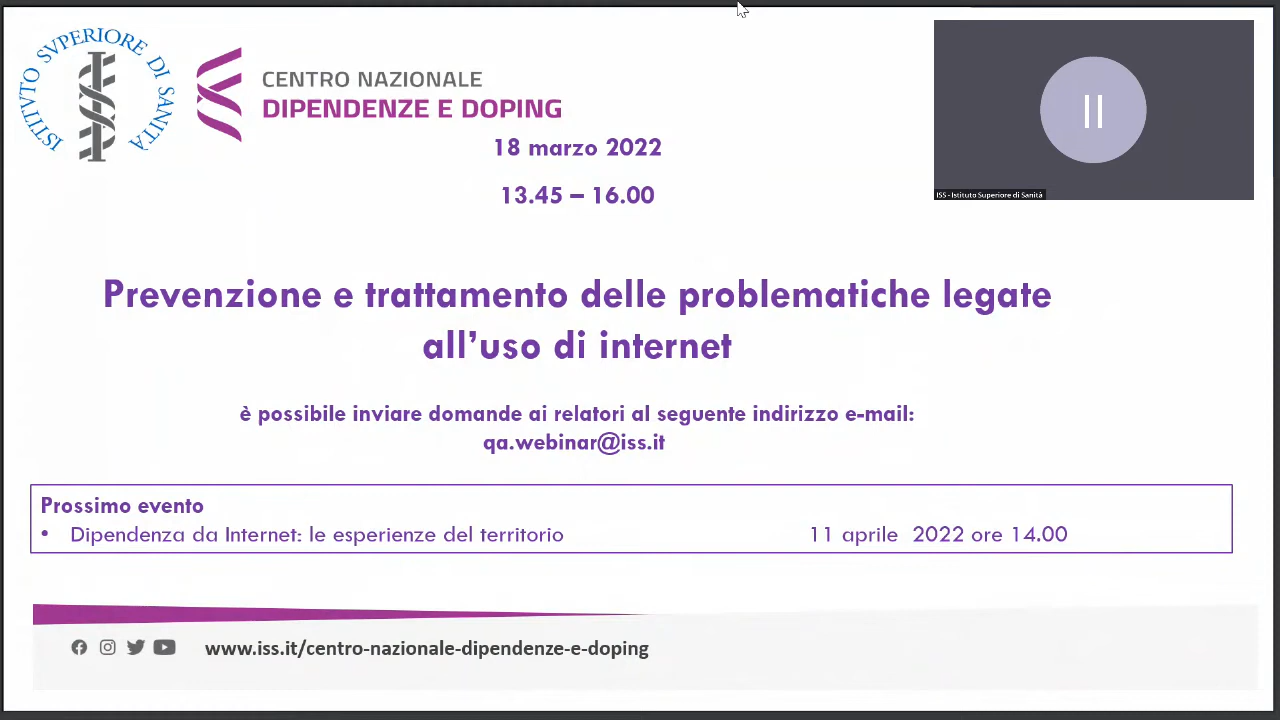 ISTITVTO SVPERIORE DI SANITÀ
CENTRO NAZIONALE
DIPENDENZE E DOPING
18 marzo 2022
13.45 – 16.00
II
ISS - Istituto Superiore di Sanità
Prevenzione e trattamento delle problematiche legate
all’uso di internet
è possibile inviare domande ai relatori al seguente indirizzo e-mail:
qa.webinar@iss.it
Prossimo evento
• Dipendenza da Internet: le esperienze del territorio 11 aprile 2022 ore 14.00
www.iss.it/centro-nazionale-dipendenze-e-doping